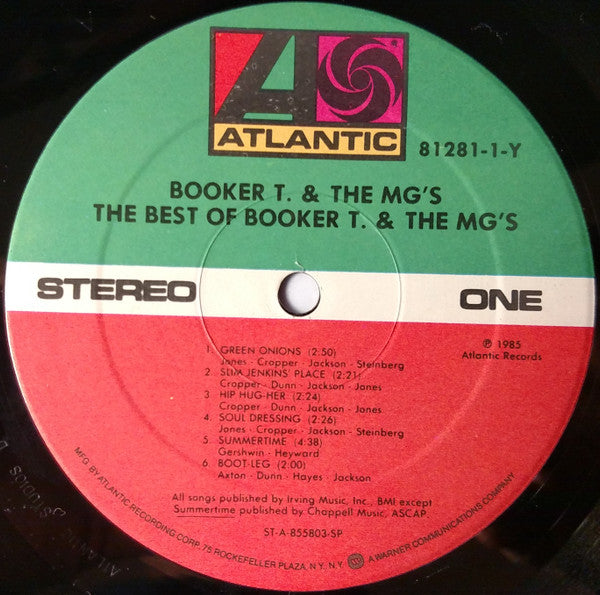 ATLANTIC
81281-1-Y
BOOKER T. & THE MG'S
THE BEST OF BOOKER T. & THE MG'S
STEREO
ONE
℗ 1985
Atlantic Records
1. GREEN ONIONS (2:50)
Jones - Cropper - Jackson - Steinberg
2. SLIM JENKINS' PLACE (2:21)
Cropper - Dunn - Jackson - Jones
3. HIP HUG-HER (2:24)
Cropper - Dunn - Jackson - Jones
4. SOUL DRESSING (2:26)
Jones - Cropper - Jackson - Steinberg
5. SUMMERTIME (4:38)
Gershwin - Heyward
6. BOOT-LEG (2:00)
Axton - Dunn - Hayes - Jackson
All songs published by Irving Music, Inc., BMI except
Summertime published by Chappell Music, ASCAP.
ST-A-855803-SP
MFG. BY ATLANTIC RECORDING CORP., 75 ROCKEFELLER PLAZA, N.Y., N.Y. A WARNER COMMUNICATIONS COMPANY
ATLANTIC STUDIOS